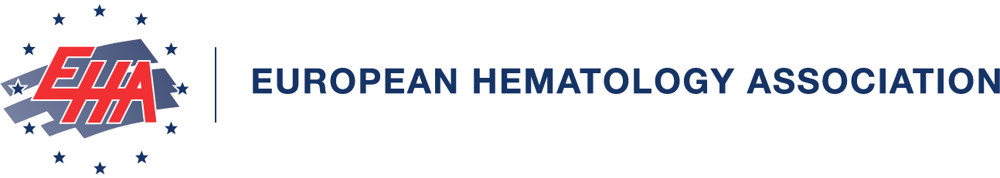 EHA
EUROPEAN HEMATOLOGY ASSOCIATION